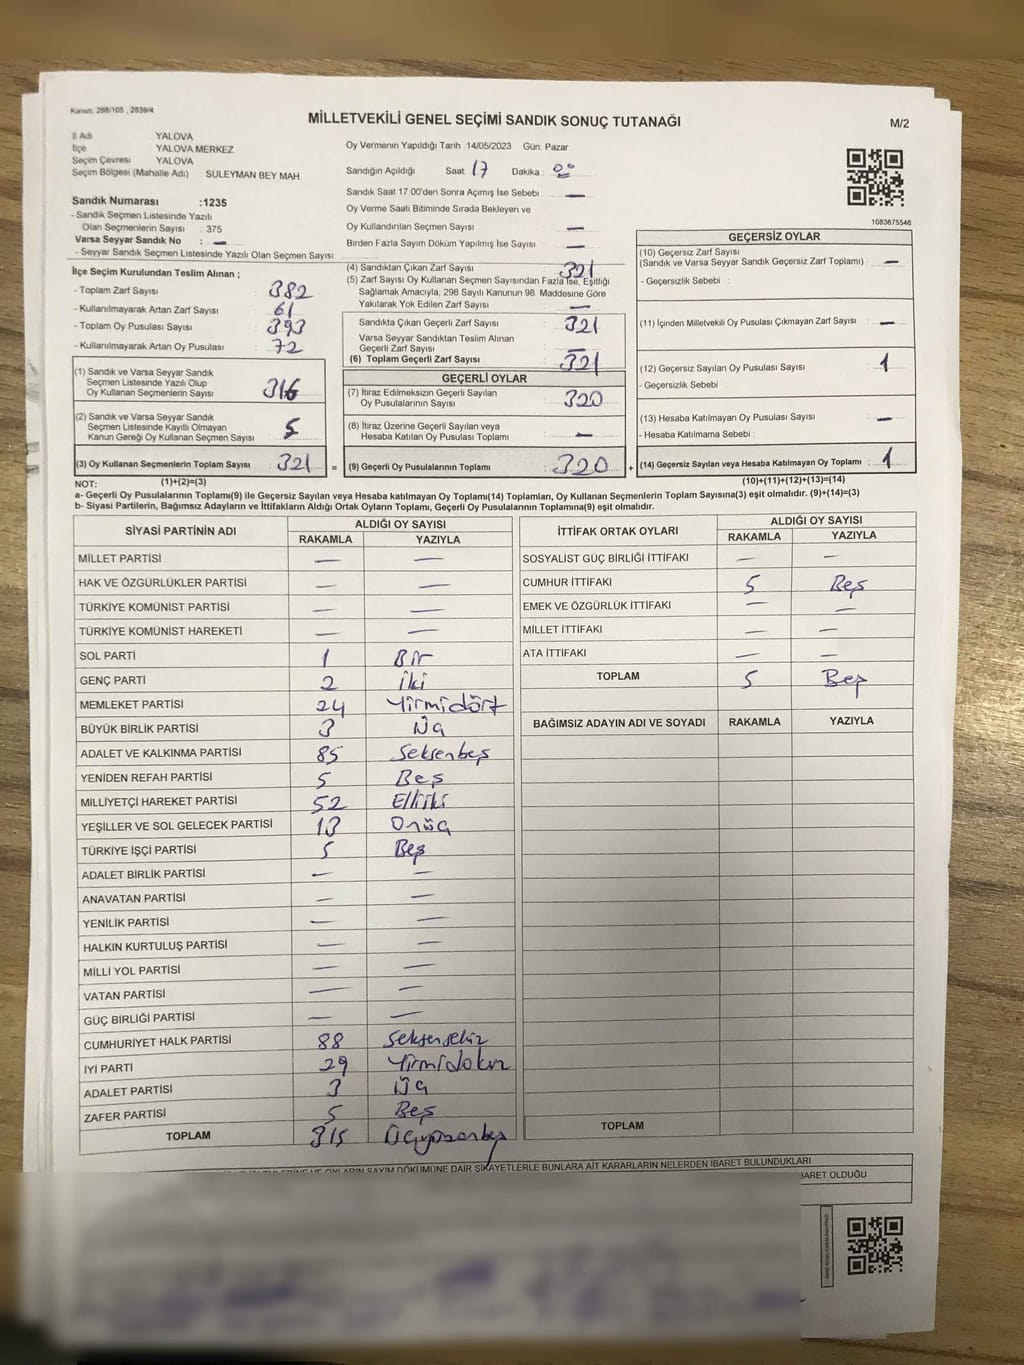 Kanun, 298/105 , 2839/4
MİLLETVEKİLİ GENEL SEÇİMİ SANDIK SONUÇ TUTANAĞI
M/2
İl Adı YALOVA
İlçe YALOVA MERKEZ
Seçim Çevresi YALOVA
Seçim Bölgesi (Mahalle Adı) SÜLEYMAN BEY MAH.
Sandık Numarası :1235
- Sandık Seçmen Listesinde Yazılı
Olan Seçmenlerin Sayısı : 375
Varsa Seyyar Sandık No : —
- Seyyar Sandık Seçmen Listesinde Yazılı Olan Seçmen Sayısı
Oy Vermenin Yapıldığı Tarih :14/05/2023 Gün: Pazar
Sandığın Açıldığı Saat: 17 Dakika : 00
Sandık Saat 17.00'den Sonra Açımış İse Sebebi : —
Oy Verme Saati Bitiminde Sırada Bekleyen ve
Oy Kullandırılan Seçmen Sayısı : —
Birden Fazla Sayım Döküm Yapılmış İse Sayısı : —
1083675546
İlçe Seçim Kurulundan Teslim Alınan ;
- Toplam Zarf Sayısı : 382
- Kullanılmayarak Artan Zarf Sayısı : 61
- Toplam Oy Pusulası Sayısı : 393
- Kullanılmayarak Artan Oy Pusulası : 72
(1) Sandık ve Varsa Seyyar Sandık
Seçmen Listesinde Yazılı Olup
Oy Kullanan Seçmenlerin Sayısı : 316
(2) Sandık ve Varsa Seyyar Sandık
Seçmen Listesinde Kayıtlı Olmayan
Kanun Gereği Oy Kullanan Seçmen Sayısı : 5
(3) Oy Kullanan Seçmenlerin Toplam Sayısı : 321
(4) Sandıktan Çıkan Zarf Sayısı : 321
(5) Zarf Sayısı Oy Kullanan Seçmen Sayısından Fazla İse, Eşitliği
Sağlamak Amacıyla, 298 Sayılı Kanunun 98. Maddesine Göre
Yakılarak Yok Edilen Zarf Sayısı : —
Sandıkta Çıkan Geçerli Zarf Sayısı : 321
Varsa Seyyar Sandıktan Teslim Alınan
Geçerli Zarf Sayısı : —
(6) Toplam Geçerli Zarf Sayısı : 321
GEÇERLİ OYLAR
(7) İtiraz Edilmeksizin Geçerli Sayılan
Oy Pusulalarının Sayısı : 320
(8) İtiraz Üzerine Geçerli Sayılan veya
Hesaba Katılan Oy Pusulası Toplamı : —
= (9) Geçerli Oy Pusulalarının Toplamı : 320 +
GEÇERSİZ OYLAR
(10) Geçersiz Zarf Sayısı
(Sandık ve Varsa Seyyar Sandık Geçersiz Zarf Toplamı) : —
- Geçersizlik Sebebi :
(11) İçinden Milletvekili Oy Pusulası Çıkmayan Zarf Sayısı : —
(12) Geçersiz Sayılan Oy Pusulası Sayısı : 1
- Geçersizlik Sebebi :
(13) Hesaba Katılmayan Oy Pusulası Sayısı : —
- Hesaba Katılmama Sebebi :
(14) Geçersiz Sayılan veya Hesaba Katılmayan Oy Toplamı : 1
NOT: (1)+(2)=(3) (10)+(11)+(12)+(13)=(14)
a- Geçerli Oy Pusulalarının Toplamı(9) ile Geçersiz Sayılan veya Hesaba katılmayan Oy Toplamı(14) Toplamları, Oy Kullanan Seçmenlerin Toplam Sayısına(3) eşit olmalıdır. (9)+(14)=(3)
b- Siyasi Partilerin, Bağımsız Adayların ve İttifakların Aldığı Ortak Oyların Toplamı, Geçerli Oy Pusulalarının Toplamına(9) eşit olmalıdır.
SİYASİ PARTİNİN ADI ALDIĞI OY SAYISI
RAKAMLA YAZIYLA
MİLLET PARTİSİ — —
HAK VE ÖZGÜRLÜKLER PARTİSİ — —
TÜRKİYE KOMÜNİST PARTİSİ — —
TÜRKİYE KOMÜNİST HAREKETİ — —
SOL PARTİ 1 Bir
GENÇ PARTİ 2 iki
MEMLEKET PARTİSİ 24 Yirmidört
BÜYÜK BİRLİK PARTİSİ 3 Üç
ADALET VE KALKINMA PARTİSİ 85 Seksenbeş
YENİDEN REFAH PARTİSİ 5 Beş
MİLLİYETÇİ HAREKET PARTİSİ 52 Elliiki
YEŞİLLER VE SOL GELECEK PARTİSİ 13 Onüç
TÜRKİYE İŞÇİ PARTİSİ 5 Beş
ADALET BİRLİK PARTİSİ — —
ANAVATAN PARTİSİ — —
YENİLİK PARTİSİ — —
HALKIN KURTULUŞ PARTİSİ — —
MİLLİ YOL PARTİSİ — —
VATAN PARTİSİ — —
GÜÇ BİRLİĞİ PARTİSİ — —
CUMHURİYET HALK PARTİSİ 88 Seksensekiz
İYİ PARTİ 29 Yirmidokuz
ADALET PARTİSİ 3 Üç
ZAFER PARTİSİ 5 Beş
TOPLAM 315 Üçyüzonbeş
İTTİFAK ORTAK OYLARI ALDIĞI OY SAYISI
RAKAMLA YAZIYLA
SOSYALİST GÜÇ BİRLİĞİ İTTİFAKI — —
CUMHUR İTTİFAKI 5 Beş
EMEK VE ÖZGÜRLÜK İTTİFAKI — —
MİLLET İTTİFAKI — —
ATA İTTİFAKI — —
TOPLAM 5 Beş
BAĞIMSIZ ADAYIN ADI VE SOYADI RAKAMLA YAZIYLA
TOPLAM
OYLARIN SAYIM DÖKÜMÜNE DAİR ŞİKAYETLERLE BUNLARA AİT KARARLARIN NELERDEN İBARET BULUNDUKLARI
İBARET OLDUĞU